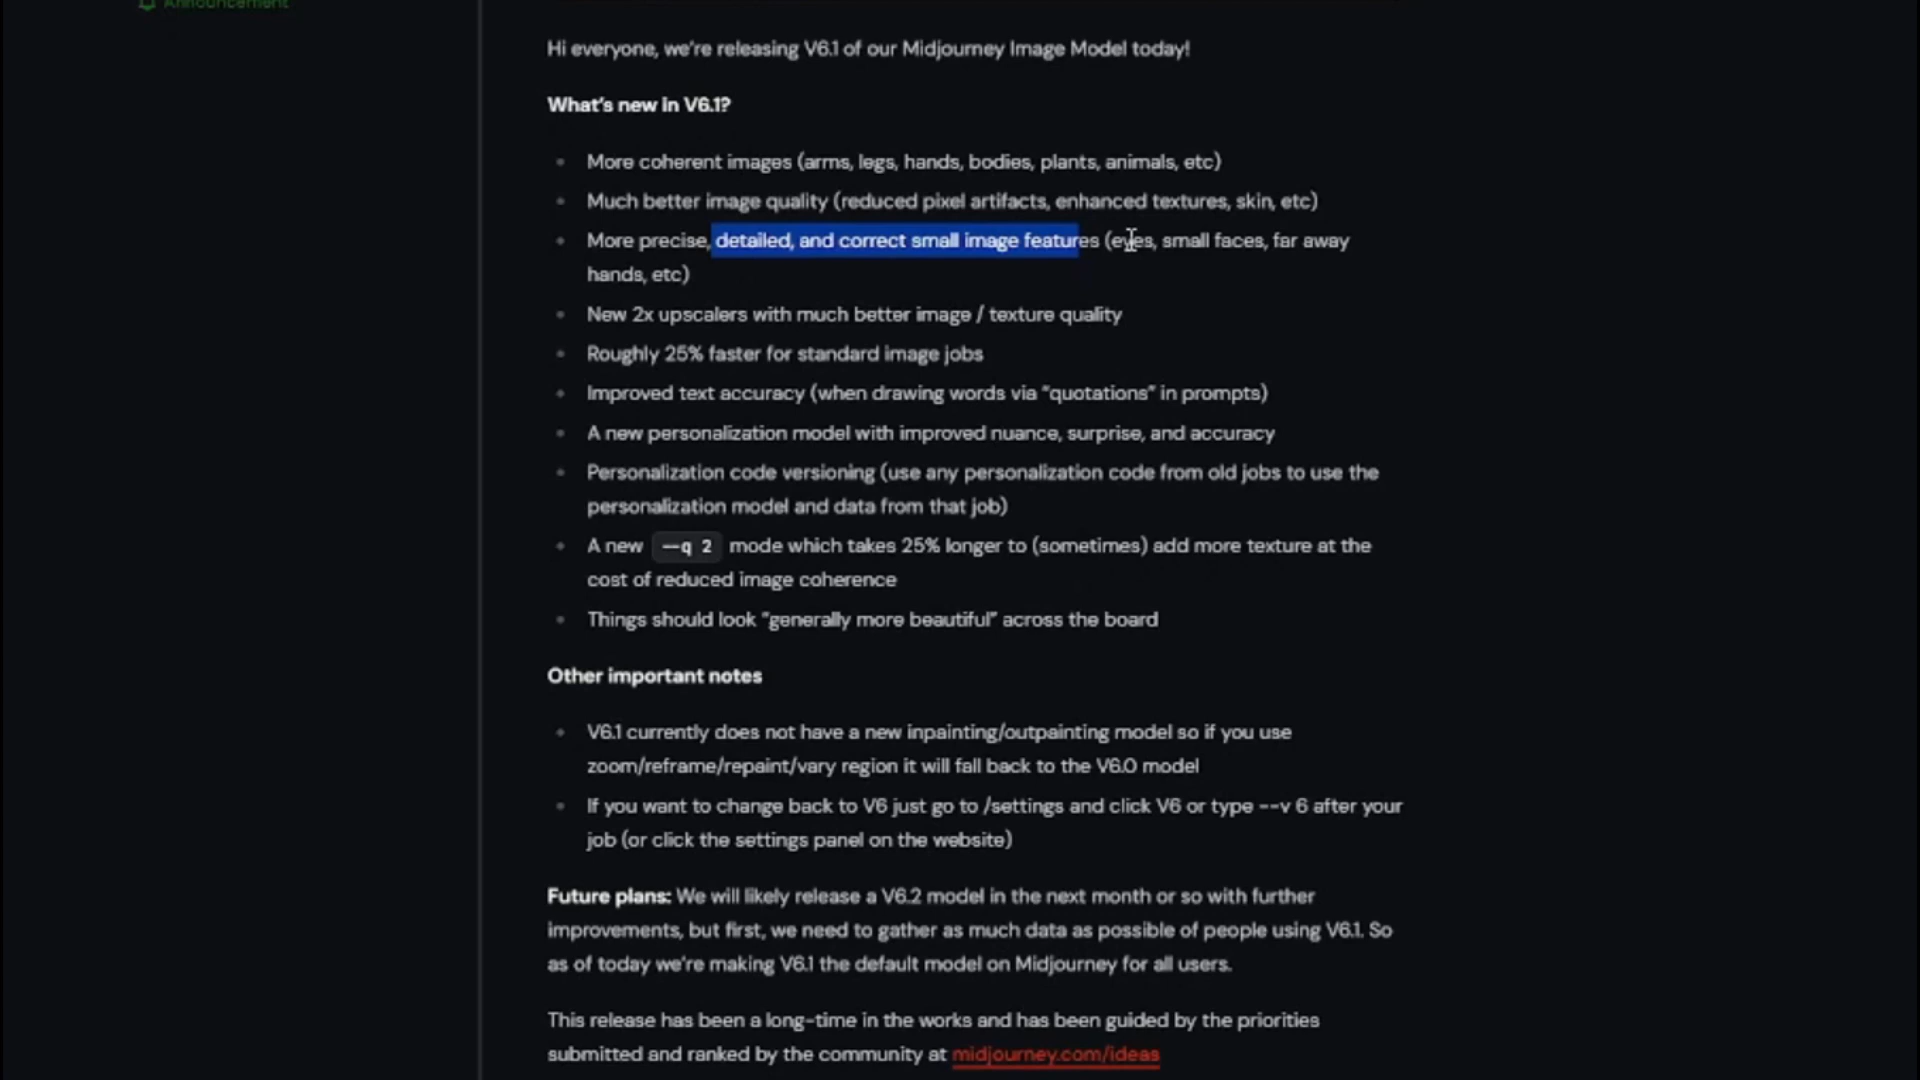 Announcement
Hi everyone, we're releasing V6.1 of our Midjourney Image Model today!
What's new in V6.1?
• More coherent images (arms, legs, hands, bodies, plants, animals, etc)
• Much better image quality (reduced pixel artifacts, enhanced textures, skin, etc)
• More precise, detailed, and correct small image features (eyes, small faces, far away
hands, etc)
• New 2x upscalers with much better image / texture quality
• Roughly 25% faster for standard image jobs
• Improved text accuracy (when drawing words via “quotations” in prompts)
• A new personalization model with improved nuance, surprise, and accuracy
• Personalization code versioning (use any personalization code from old jobs to use the
personalization model and data from that job)
• A new —q 2 mode which takes 25% longer to (sometimes) add more texture at the
cost of reduced image coherence
• Things should look “generally more beautiful” across the board
Other important notes
• V6.1 currently does not have a new inpainting/outpainting model so if you use
zoom/reframe/repaint/vary region it will fall back to the V6.0 model
• If you want to change back to V6 just go to /settings and click V6 or type --v 6 after your
job (or click the settings panel on the website)
Future plans: We will likely release a V6.2 model in the next month or so with further
improvements, but first, we need to gather as much data as possible of people using V6.1. So
as of today we're making V6.1 the default model on Midjourney for all users.
This release has been a long-time in the works and has been guided by the priorities
submitted and ranked by the community at midjourney.com/ideas